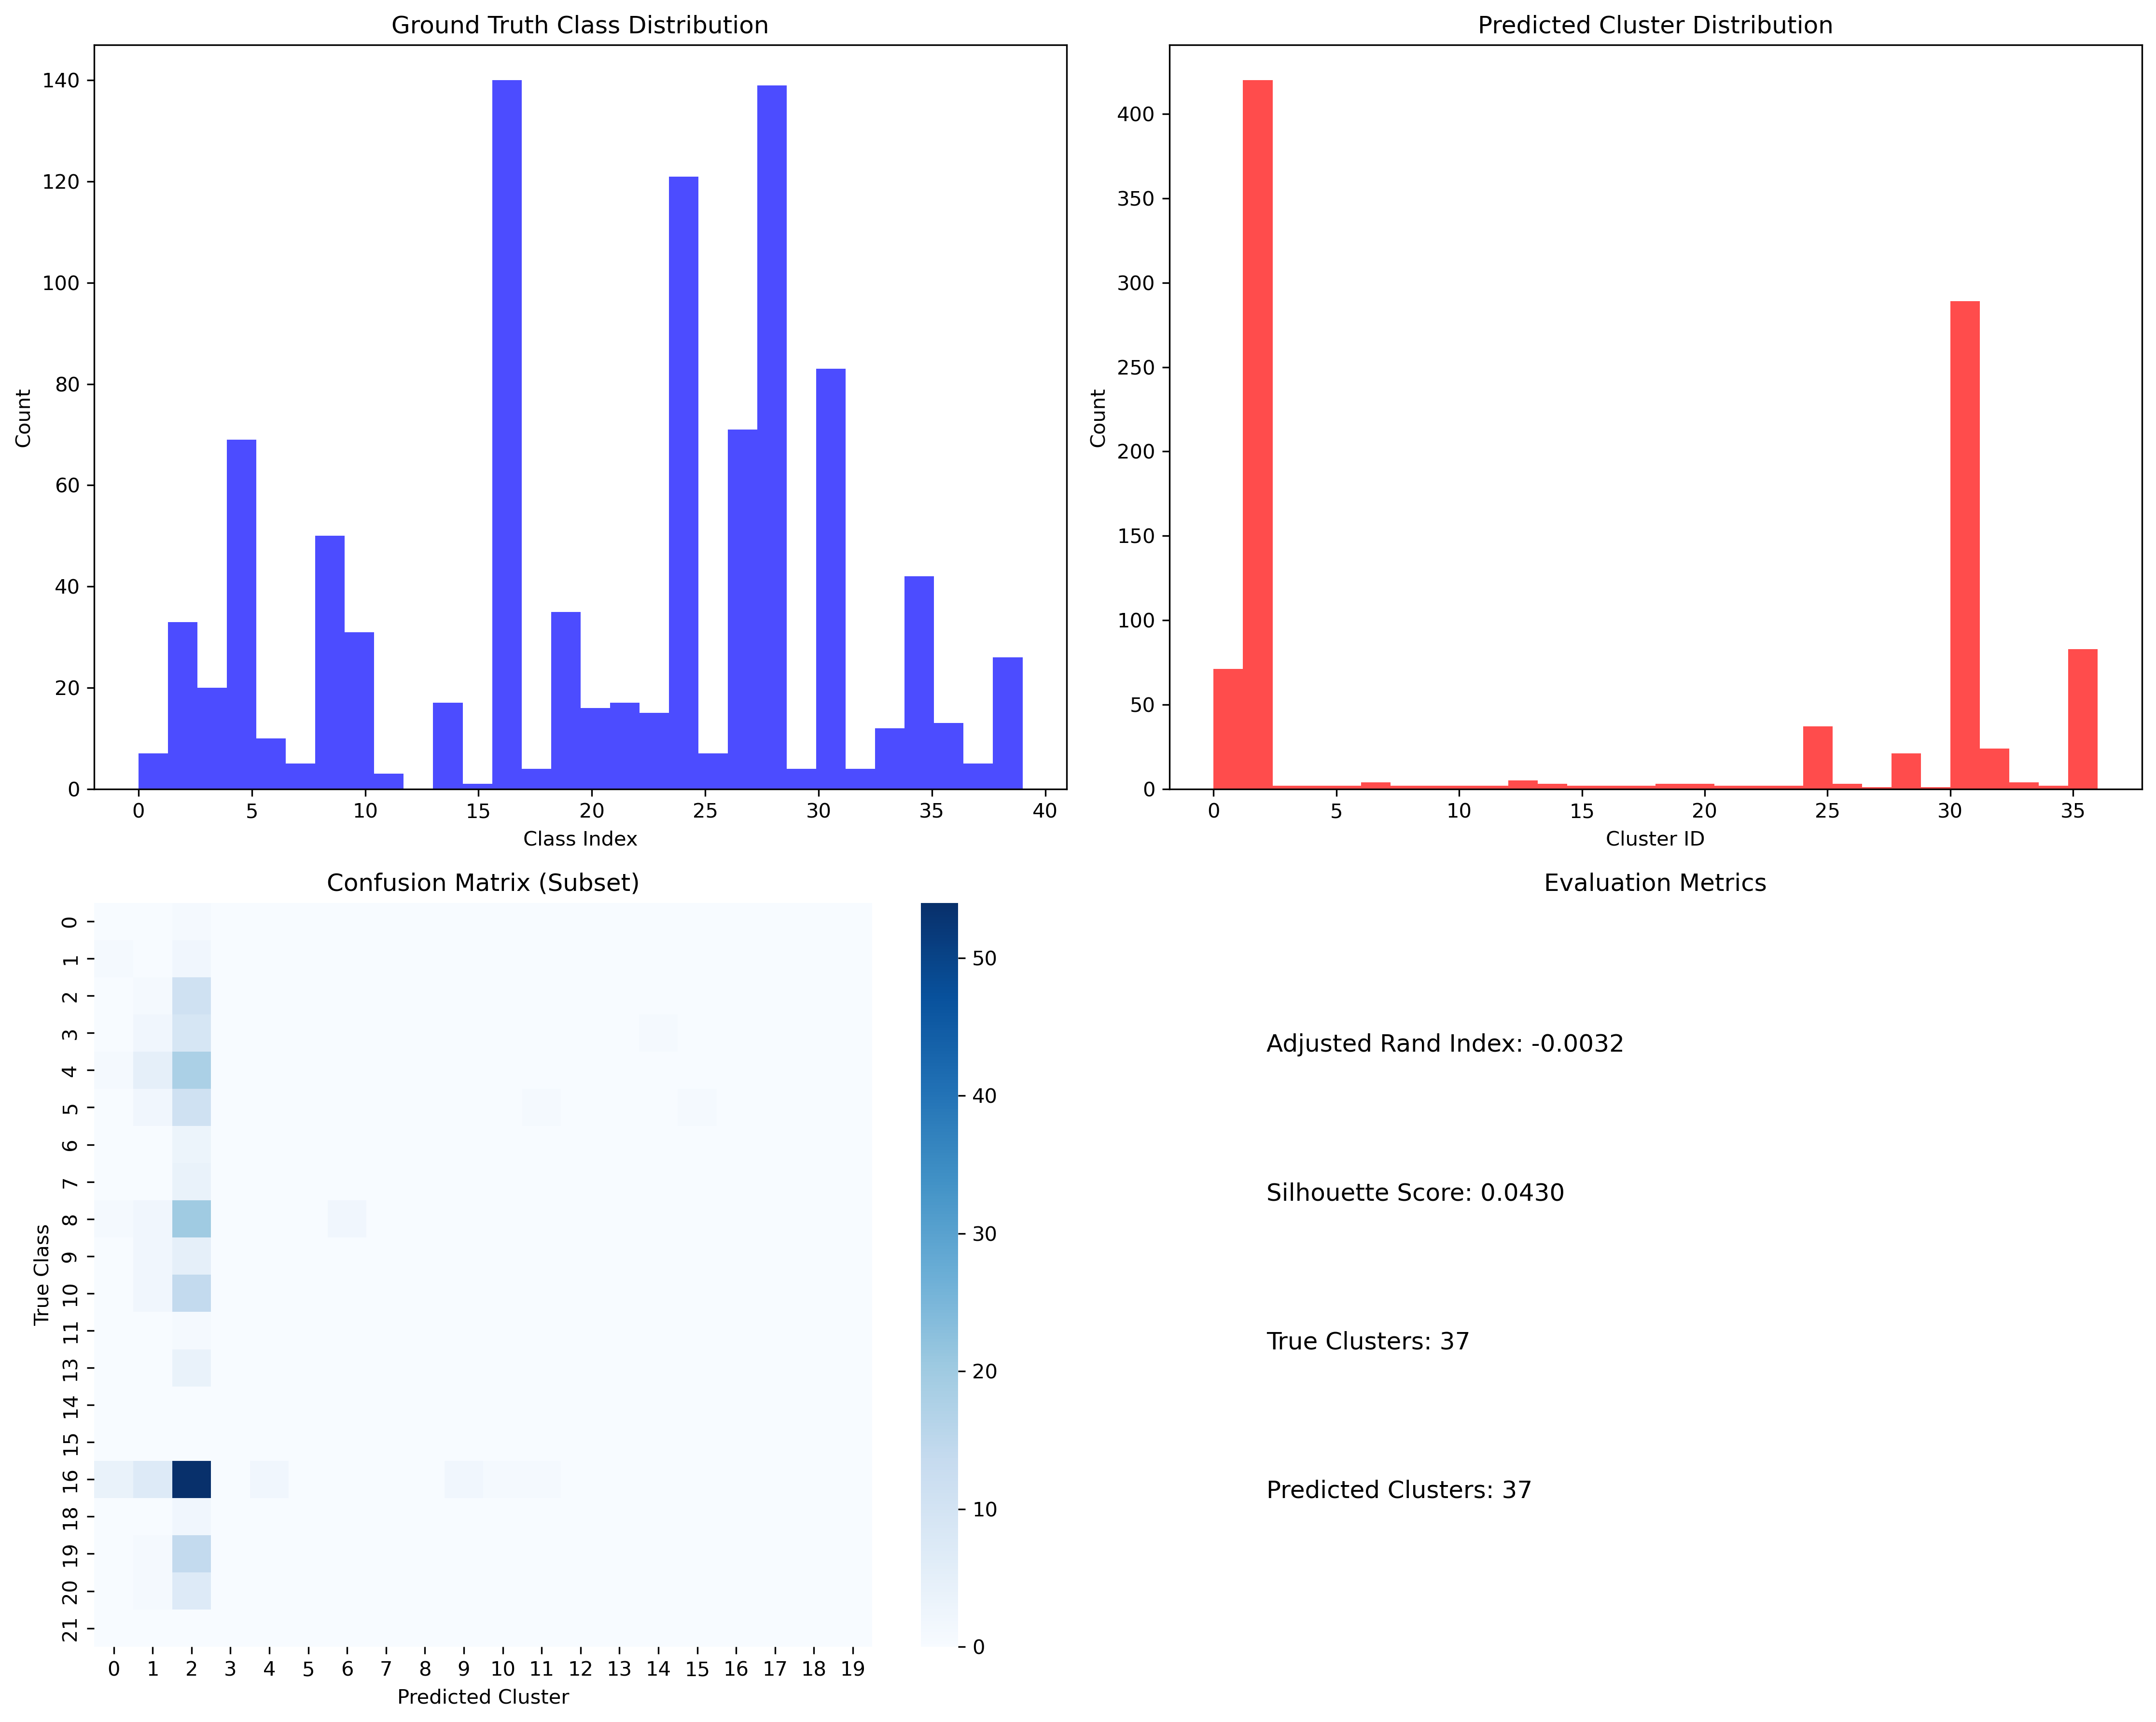 Ground Truth Class Distribution
Count
140
120
100
80
60
40
20
0
0 5 10 15 20 25 30 35 40
Class Index
Predicted Cluster Distribution
Count
400
350
300
250
200
150
100
50
0
0 5 10 15 20 25 30 35
Cluster ID
Confusion Matrix (Subset)
True Class
0
1
2
3
4
5
6
7
8
9
10
11
13
14
15
16
18
19
20
21
0 1 2 3 4 5 6 7 8 9 10 11 12 13 14 15 16 17 18 19
Predicted Cluster
50
40
30
20
10
0
Evaluation Metrics
Adjusted Rand Index: -0.0032
Silhouette Score: 0.0430
True Clusters: 37
Predicted Clusters: 37